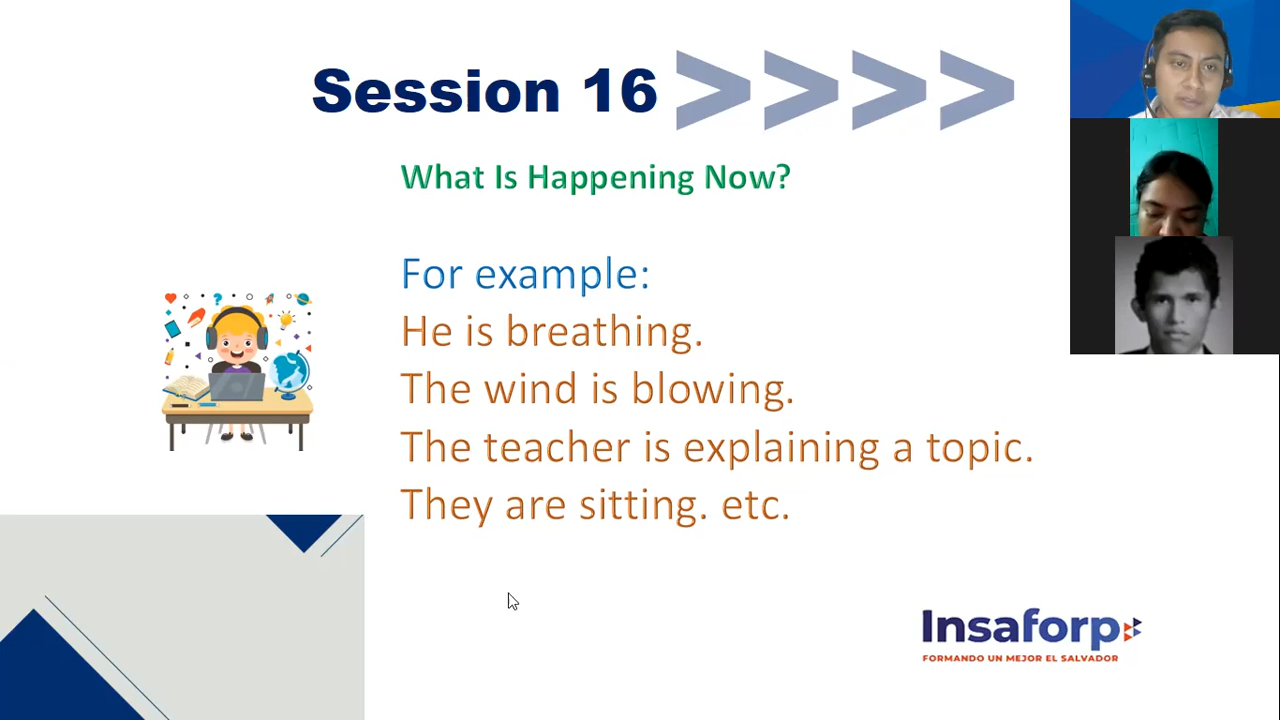 Session 16
What Is Happening Now?
For example:
He is breathing.
The wind is blowing.
The teacher is explaining a topic.
They are sitting. etc.
Insaforp
FORMANDO UN MEJOR EL SALVADOR